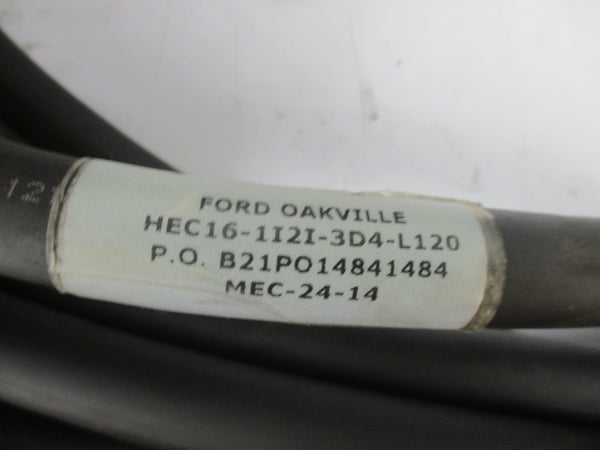 FORD OAKVILLE
HEC16-1I2I-3D4-L120
P.O. B21PO14841484
MEC-24-14